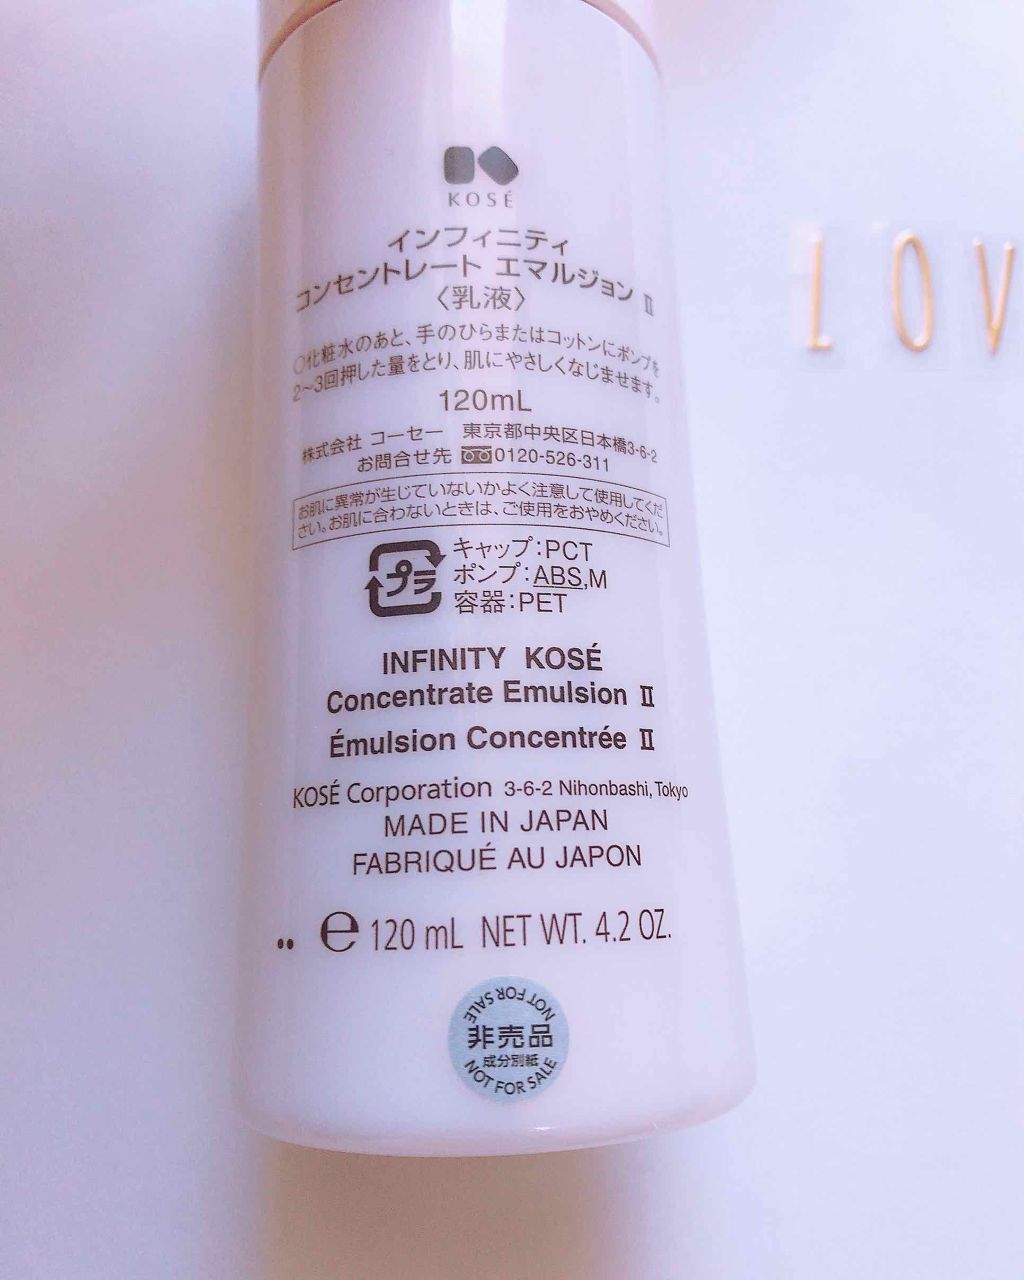 KOSÉ
インフィニティ
コンセントレート エマルジョン Ⅱ
〈乳液〉
○化粧水のあと、手のひらまたはコットンにポンプを
2〜3回押した量をとり、肌にやさしくなじませます。
120mL
株式会社 コーセー 東京都中央区日本橋3-6-2
お問合せ先 0120-526-311
お肌に異常が生じていないかよく注意して使用してくだ
さい。お肌に合わないときは、ご使用をおやめください。
プラ
キャップ:PCT
ポンプ:ABS,M
容器:PET
INFINITY KOSÉ
Concentrate Emulsion Ⅱ
Émulsion Concentrée Ⅱ
KOSÉ Corporation 3-6-2 Nihonbashi, Tokyo
MADE IN JAPAN
FABRIQUÉ AU JAPON
℮ 120 mL NET WT. 4.2 OZ.
NOT FOR SALE
非売品
成分別紙
NOT FOR SALE
LOV